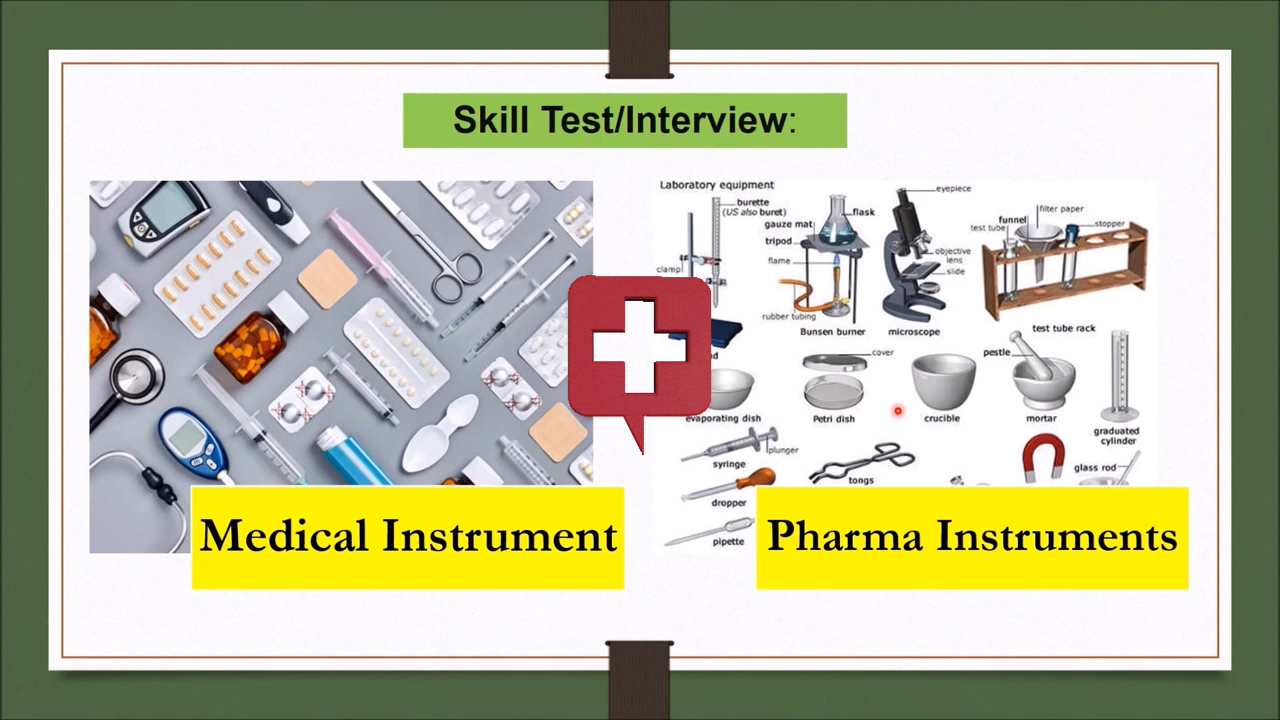 Skill Test/Interview:
Laboratory equipment
burette
(US also buret)
gauze mat
tripod
flame
clamp
rubber tubing
flask
Bunsen burner
eyepiece
objective
lens
slide
microscope
test tube
funnel
filter paper
stopper
test tube rack
evaporating dish
cover
Petri dish
crucible
pestle
mortar
graduated
cylinder
plunger
syringe
dropper
pipette
tongs
glass rod
Medical Instrument
Pharma Instruments